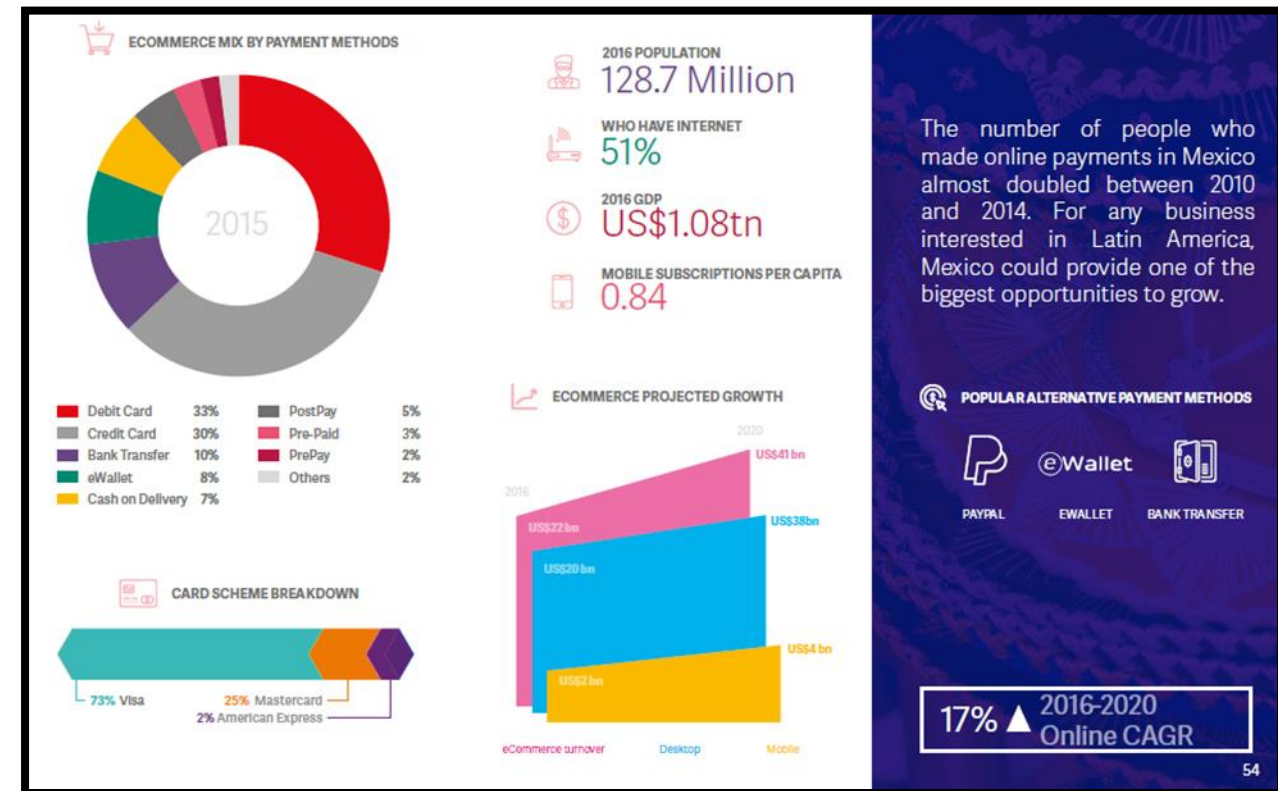 ECOMMERCE MIX BY PAYMENT METHODS
2015
Debit Card 33%
Credit Card 30%
Bank Transfer 10%
eWallet 8%
Cash on Delivery 7%
PostPay 5%
Pre-Paid 3%
PrePay 2%
Others 2%
CARD SCHEME BREAKDOWN
73% Visa
25% Mastercard
2% American Express
2016 POPULATION
128.7 Million
WHO HAVE INTERNET
51%
2016 GDP
US$1.08tn
MOBILE SUBSCRIPTIONS PER CAPITA
0.84
ECOMMERCE PROJECTED GROWTH
2020
US$41 bn
2016
US$22 bn
US$38bn
US$20 bn
US$4 bn
US$2 bn
eCommerce turnover
Desktop
Mobile
The number of people who
made online payments in Mexico
almost doubled between 2010
and 2014. For any business
interested in Latin America,
Mexico could provide one of the
biggest opportunities to grow.
POPULAR ALTERNATIVE PAYMENT METHODS
eWallet
PAYPAL
EWALLET
BANK TRANSFER
17% ▲ 2016-2020
Online CAGR
54